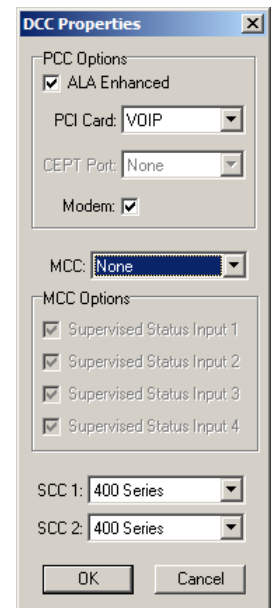 DCC Properties
PCC Options
ALA Enhanced
PCI Card: VOIP
CEPT Port: None
Modem:
MCC: None
MCC Options
Supervised Status Input 1
Supervised Status Input 2
Supervised Status Input 3
Supervised Status Input 4
SCC 1: 400 Series
SCC 2: 400 Series
OK Cancel